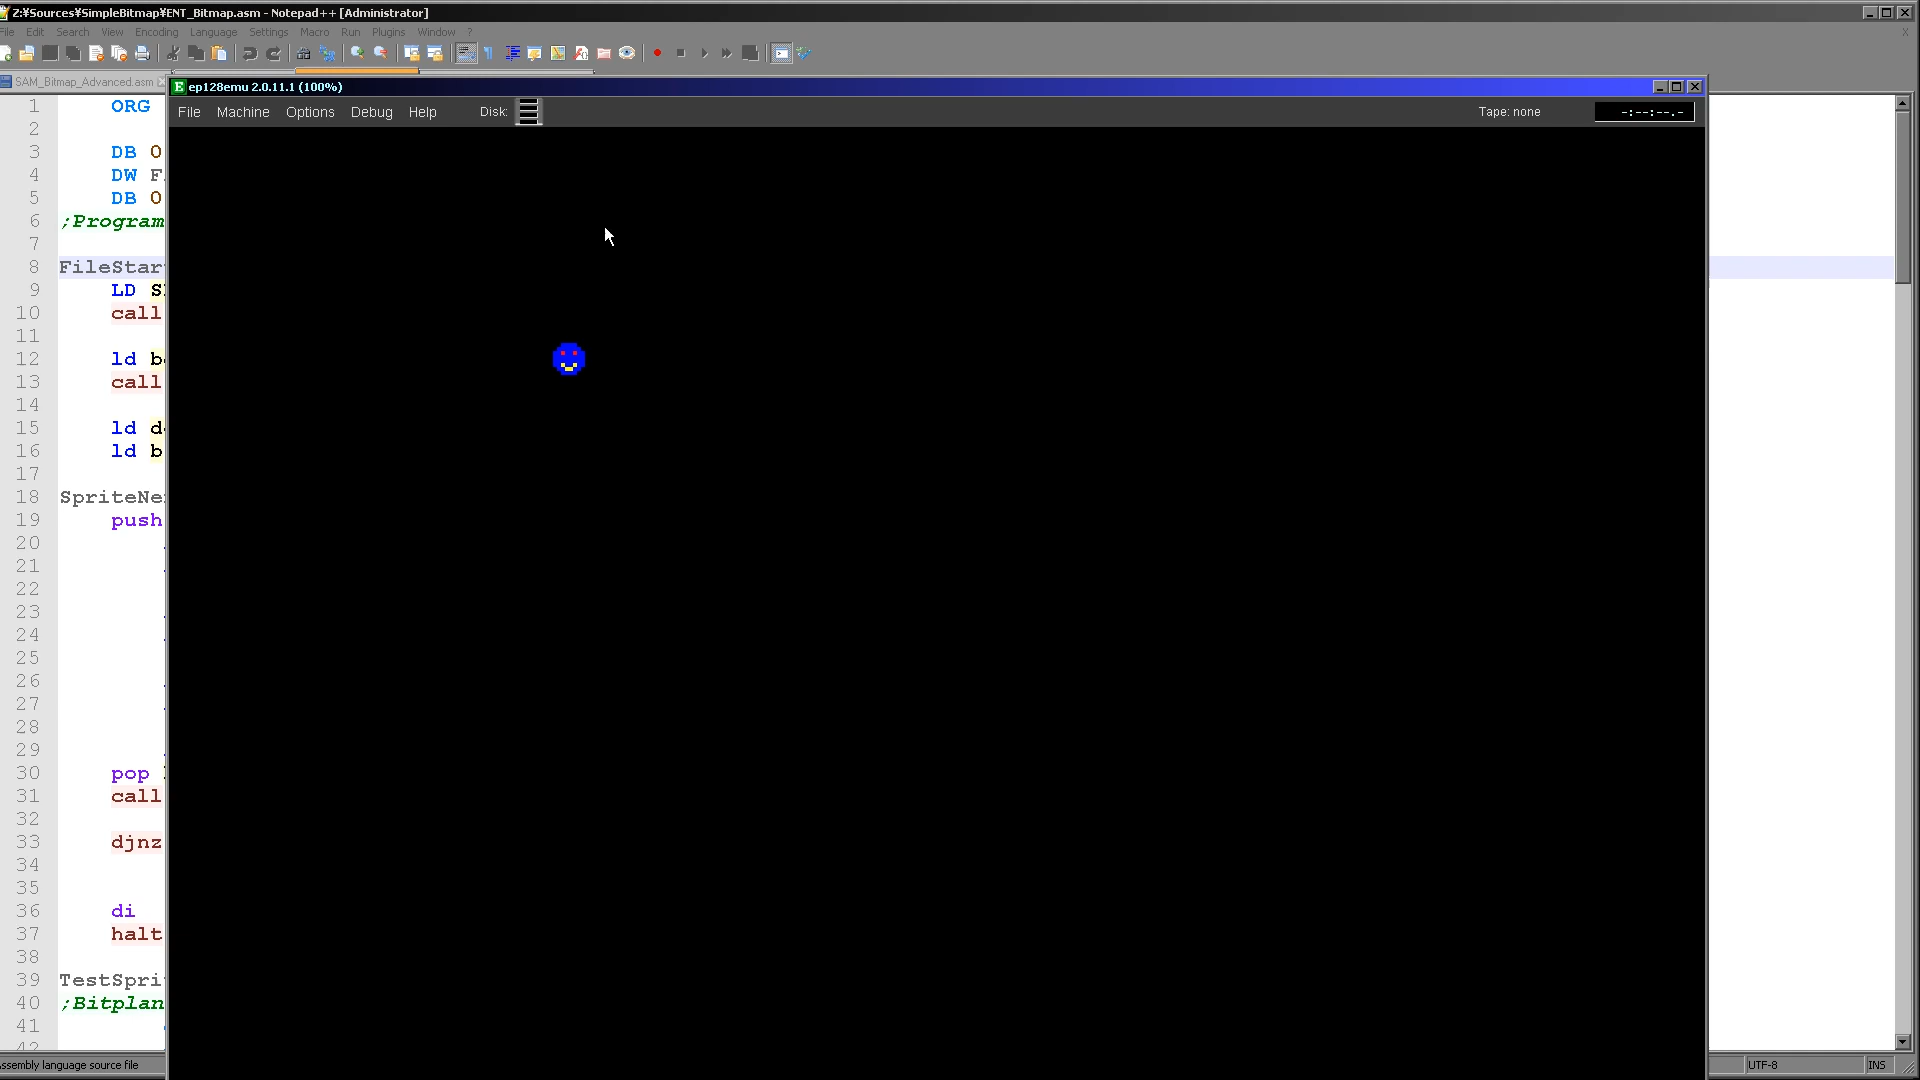 Z:¥Sources¥SimpleBitmap¥ENT_Bitmap.asm - Notepad++ [Administrator]
File Edit Search View Encoding Language Settings Macro Run Plugins Window ? X
SAM_Bitmap_Advanced.asm
ep128emu 2.0.11.1 (100%)
File Machine Options Debug Help Disk: Tape: none -:--:--.-
1 ORG
2
3 DB 0
4 DW F
5 DB 0
6 ;Program
7
8 FileStar
9 LD S
10 call
11
12 ld b
13 call
14
15 ld d
16 ld b
17
18 SpriteNe
19 push
20
21
22
23
24
25
26
27
28
29
30 pop
31 call
32
33 djnz
34
35
36 di
37 halt
38
39 TestSpri
40 ;Bitplan
41
42
ssembly language source file UTF-8 INS